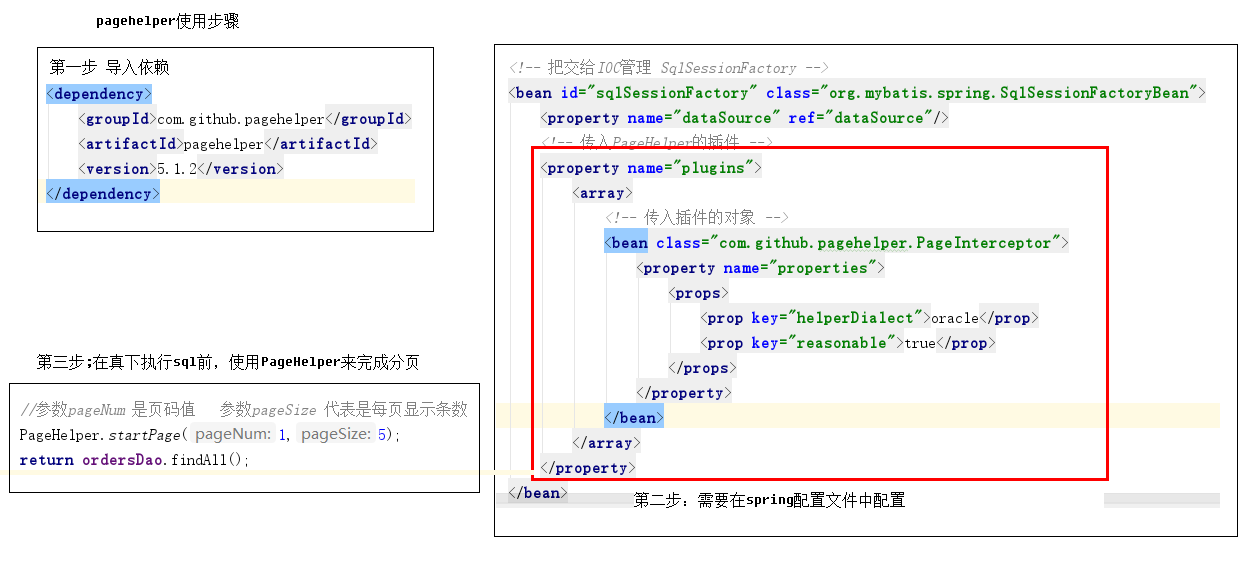 pagehelper使用步骤
第一步 导入依赖
<dependency>
<groupId>com.github.pagehelper</groupId>
<artifactId>pagehelper</artifactId>
<version>5.1.2</version>
</dependency>
<!-- 把交给IOC管理 SqlSessionFactory -->
<bean id="sqlSessionFactory" class="org.mybatis.spring.SqlSessionFactoryBean">
<property name="dataSource" ref="dataSource"/>
<!-- 传入PageHelper的插件 -->
<property name="plugins">
<array>
<!-- 传入插件的对象 -->
<bean class="com.github.pagehelper.PageInterceptor">
<property name="properties">
<props>
<prop key="helperDialect">oracle</prop>
<prop key="reasonable">true</prop>
</props>
</property>
</bean>
</array>
</property>
</bean>
第二步：需要在spring配置文件中配置
第三步;在真下执行sql前，使用PageHelper来完成分页
//参数pageNum 是页码值 参数pageSize 代表是每页显示条数
PageHelper.startPage( pageNum: 1, pageSize: 5);
return ordersDao.findAll();